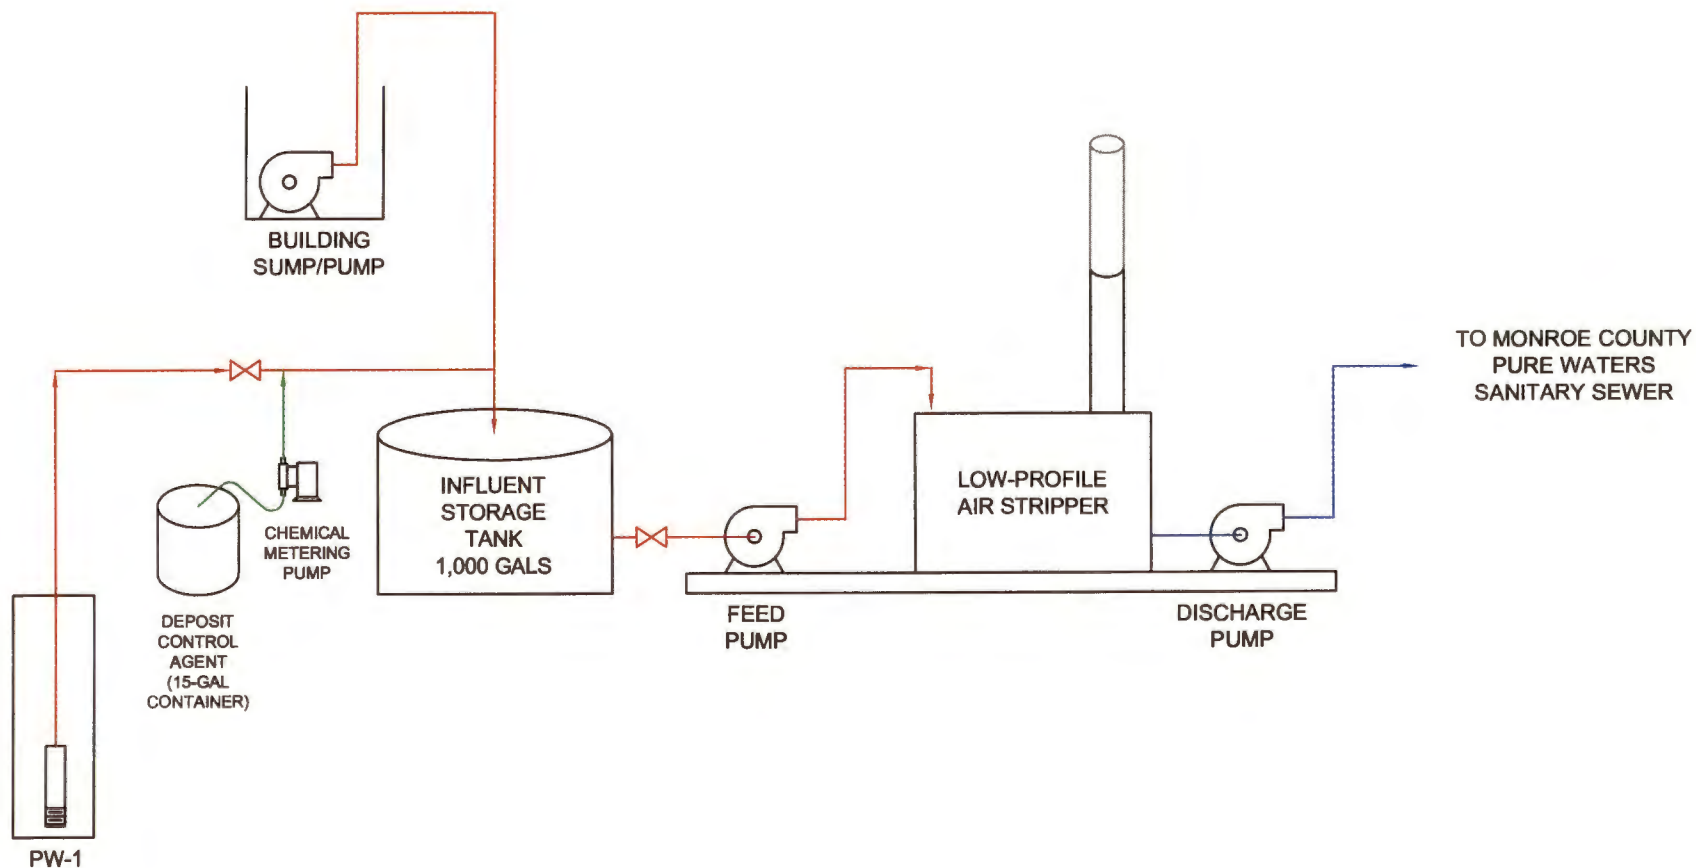 BUILDING
SUMP/PUMP
TO MONROE COUNTY
PURE WATERS
SANITARY SEWER
INFLUENT
STORAGE
TANK
1,000 GALS
LOW-PROFILE
AIR STRIPPER
CHEMICAL
METERING
PUMP
DEPOSIT
CONTROL
AGENT
(15-GAL
CONTAINER)
FEED
PUMP
DISCHARGE
PUMP
PW-1